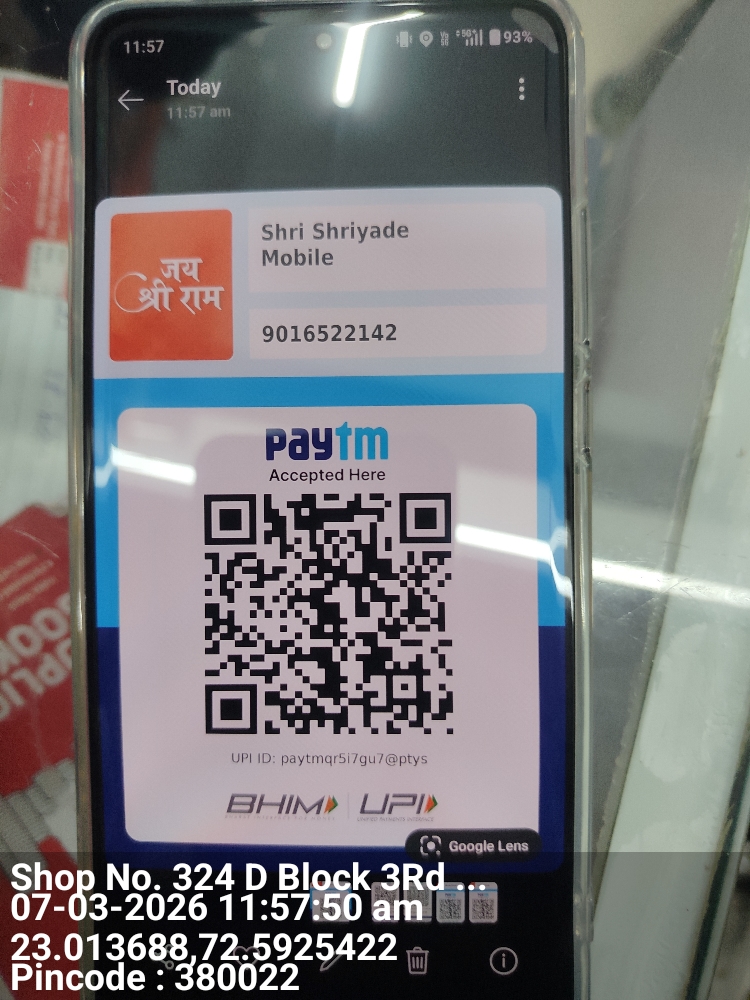 11:57
93%
Today
11:57 am
जय
श्री राम
Shri Shriyade
Mobile
9016522142
paytm
Accepted Here
UPI ID: paytmqr5i7gu7@ptys
BHIM UPI
Google Lens
Shop No. 324 D Block 3Rd ...
07-03-2026 11:57:50 am
23.013688,72.5925422
Pincode : 380022